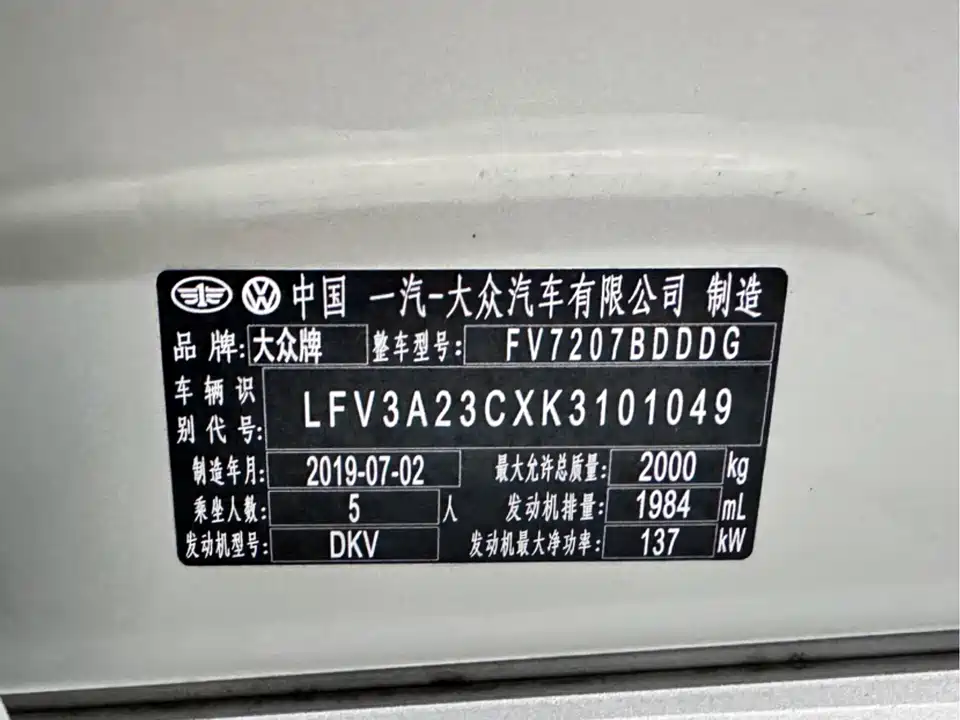 中国 一汽-大众汽车有限公司 制造
品 牌: 大众牌 整车型号: FV7207BDDDG
车 辆 识
别 代 号: LFV3A23CXK3101049
制造年月: 2019-07-02 最大允许总质量: 2000 kg
乘坐人数: 5 人 发动机排量: 1984 mL
发动机型号: DKV 发动机最大净功率: 137 kW